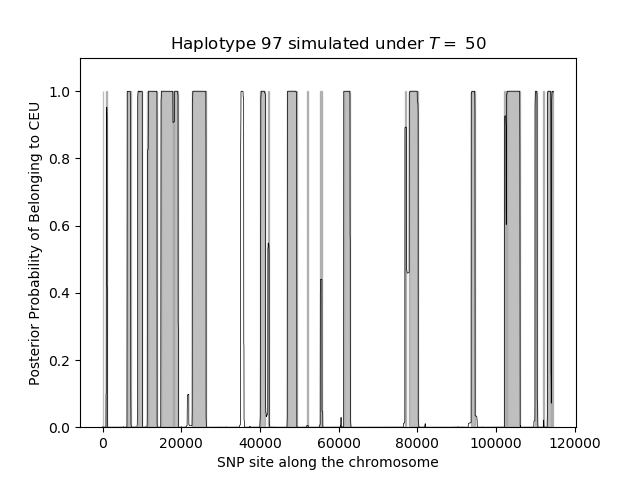 Haplotype 97 simulated under T = 50
Posterior Probability of Belonging to CEU
1.0
0.8
0.6
0.4
0.2
0.0
0 20000 40000 60000 80000 100000 120000
SNP site along the chromosome